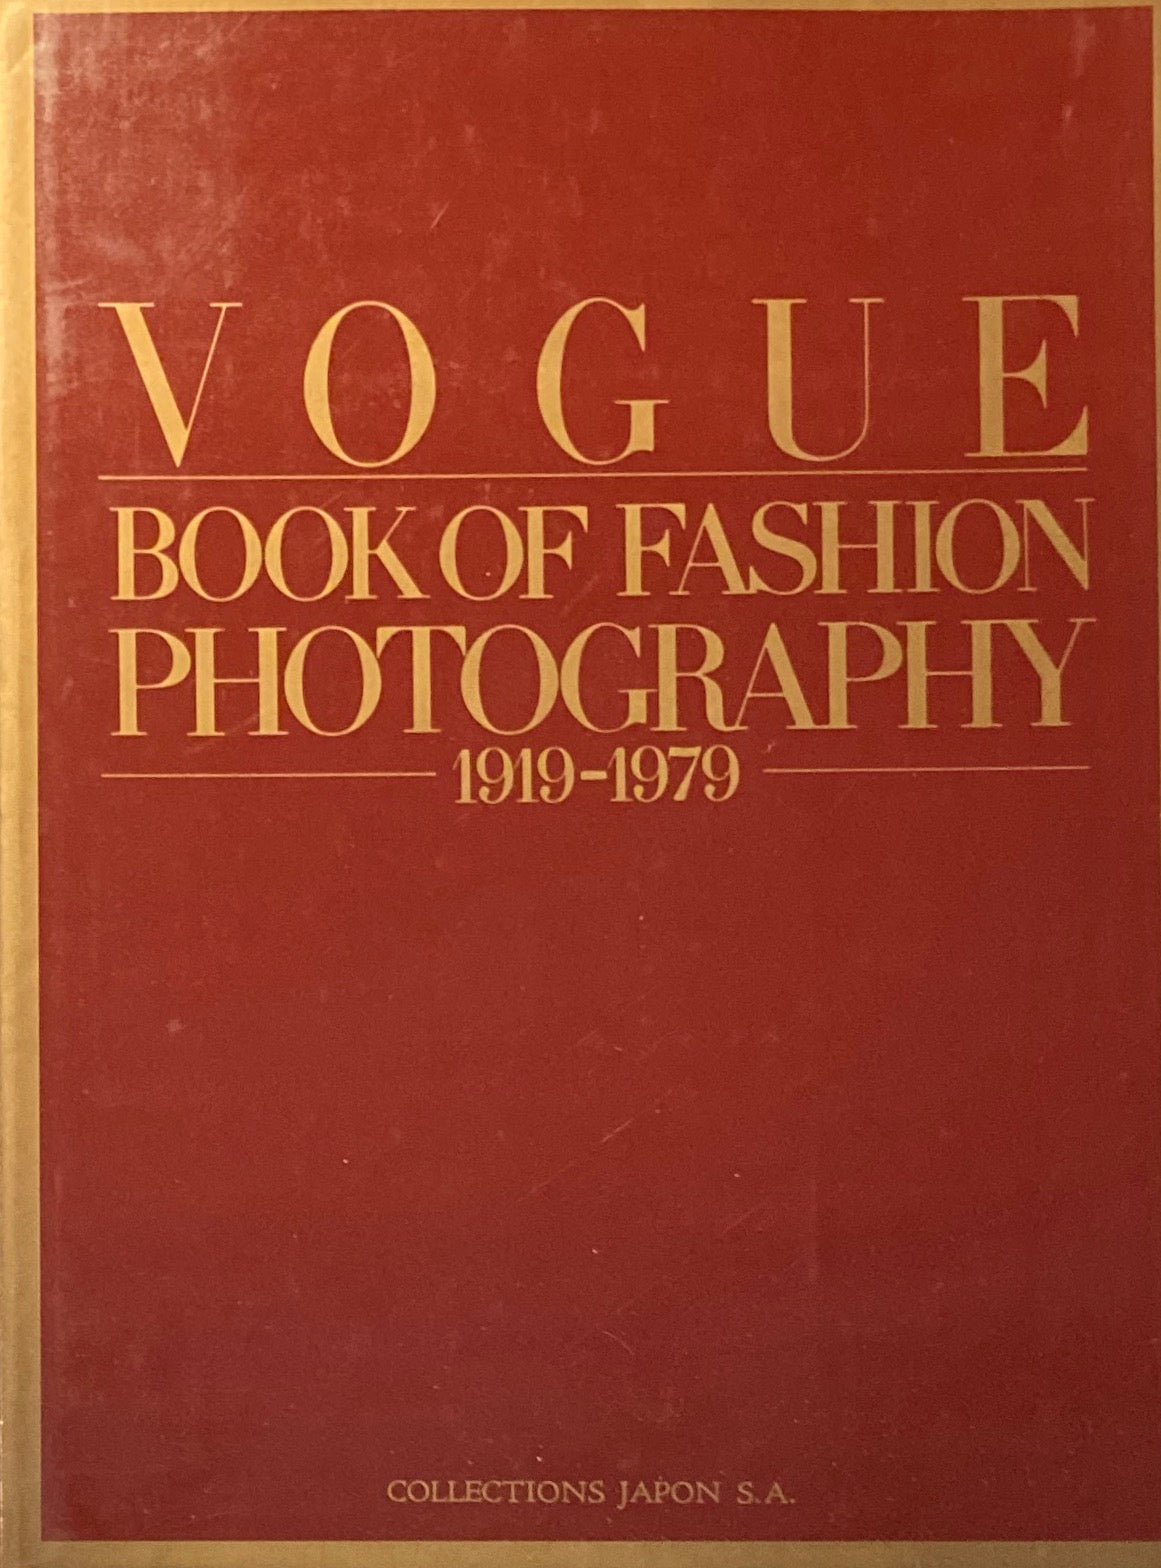 VOGUE
BOOK OF FASHION
PHOTOGRAPHY
1919–1979
COLLECTIONS JAPON S.A.